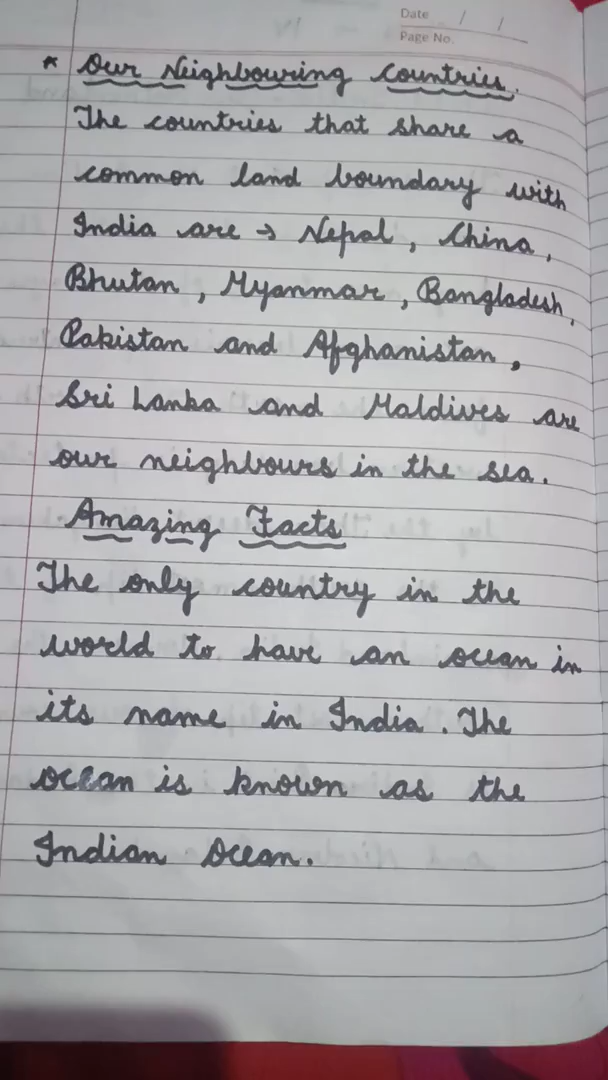 Date / /
Page No.
* Our Neighbouring Countries.
The countries that share a
common land boundary with
India are → Nepal, China,
Bhutan, Myanmar, Bangladesh,
Pakistan and Afghanistan,
Sri Lanka and Maldives are
our neighbours in the sea.
Amazing Facts
The only country in the
world to have an ocean in
its name in India. The
ocean is known as the
Indian Ocean.